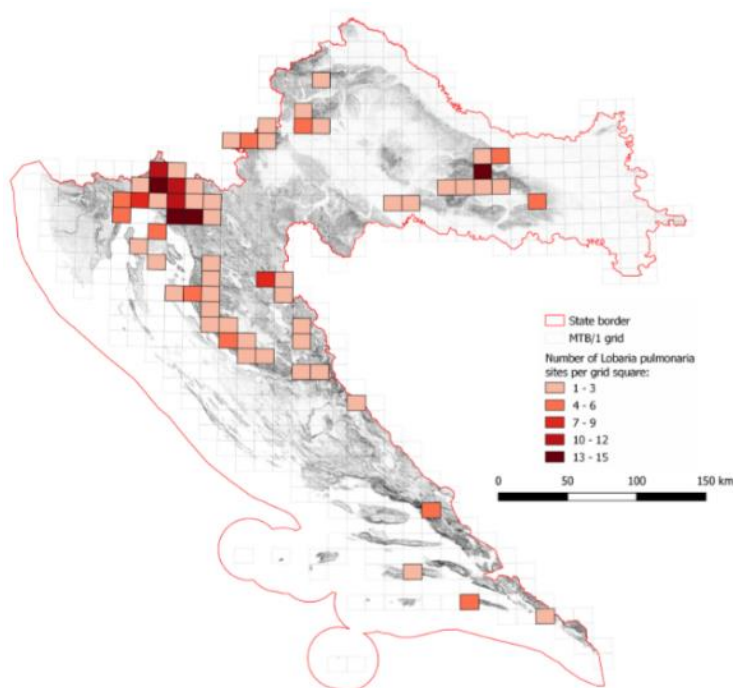 State border
MTB/1 grid
Number of Lobaria pulmonaria
sites per grid square:
1 - 3
4 - 6
7 - 9
10 - 12
13 - 15
0 50 100 150 km